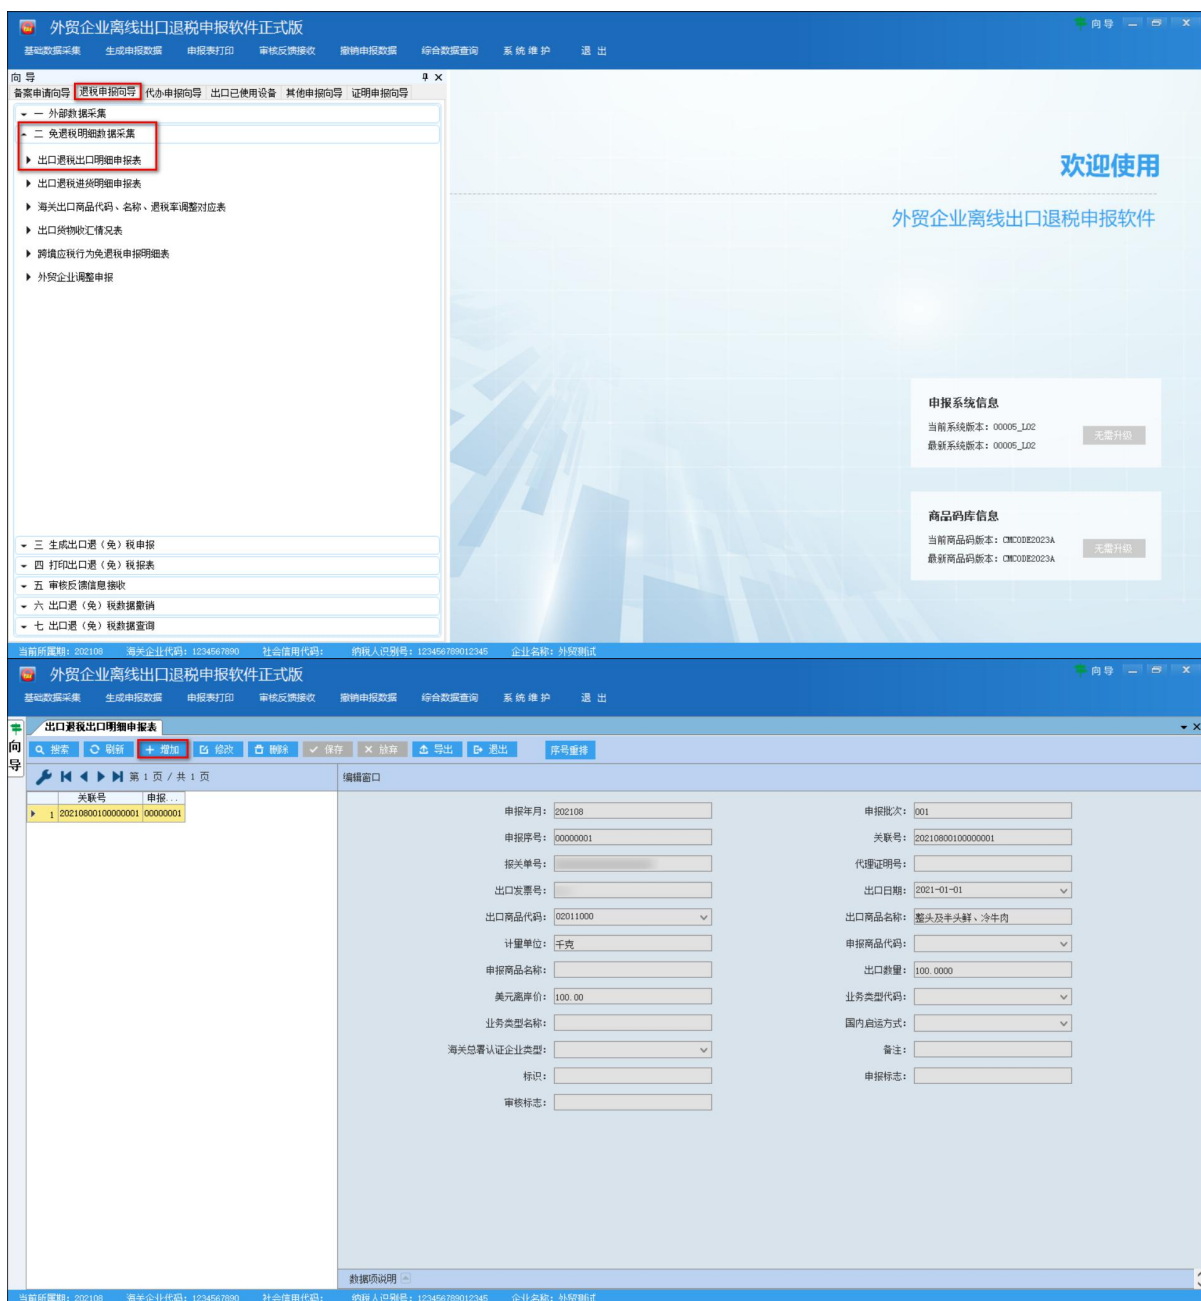 外贸企业离线出口退税申报软件正式版
向导
基础数据采集 生成申报数据 申报表打印 审核反馈接收 撤销申报数据 综合数据查询 系统维护 退出
向导
备案申请向导 退税申报向导 代办申报向导 出口已使用设备 其他申报向导 证明申报向导
一 外部数据采集
二 免退税明细数据采集
出口退税出口明细申报表
出口退税进货明细申报表
海关出口商品代码、名称、退税率调整对应表
出口货物收汇情况表
跨境应税行为免退税申报明细表
外贸企业调整申报
三 生成出口退（免）税申报
四 打印出口退（免）税报表
五 审核反馈信息接收
六 出口退（免）税数据撤销
七 出口退（免）税数据查询
欢迎使用
外贸企业离线出口退税申报软件
申报系统信息
当前系统版本：00005_L02
最新系统版本：00005_L02
无需升级
商品码库信息
当前商品码版本：CMCODE2023A
最新商品码版本：CMCODE2023A
无需升级
当前所属期：202108 海关企业代码：1234567890 社会信用代码： 纳税人识别号：123456789012345 企业名称：外贸测试
外贸企业离线出口退税申报软件正式版
向导
基础数据采集 生成申报数据 申报表打印 审核反馈接收 撤销申报数据 综合数据查询 系统维护 退出
向导
出口退税出口明细申报表
搜索 刷新 增加 修改 删除 保存 放弃 导出 退出 序号重排
第 1 页 / 共 1 页
编辑窗口
关联号 申报...
1 20210800100000001 00000001
申报年月：202108 申报批次：001
申报序号：00000001 关联号：20210800100000001
报关单号： 代理证明号：
出口发票号： 出口日期：2021-01-01
出口商品代码：02011000 出口商品名称：整头及半头鲜、冷牛肉
计量单位：千克 申报商品代码：
申报商品名称： 出口数量：100.0000
美元离岸价：100.00 业务类型代码：
业务类型名称： 国内启运方式：
海关总署认证企业类型： 备注：
标识： 申报标志：
审核标志：
数据项说明
当前所属期：202108 海关企业代码：1234567890 社会信用代码： 纳税人识别号：123456789012345 企业名称：外贸测试